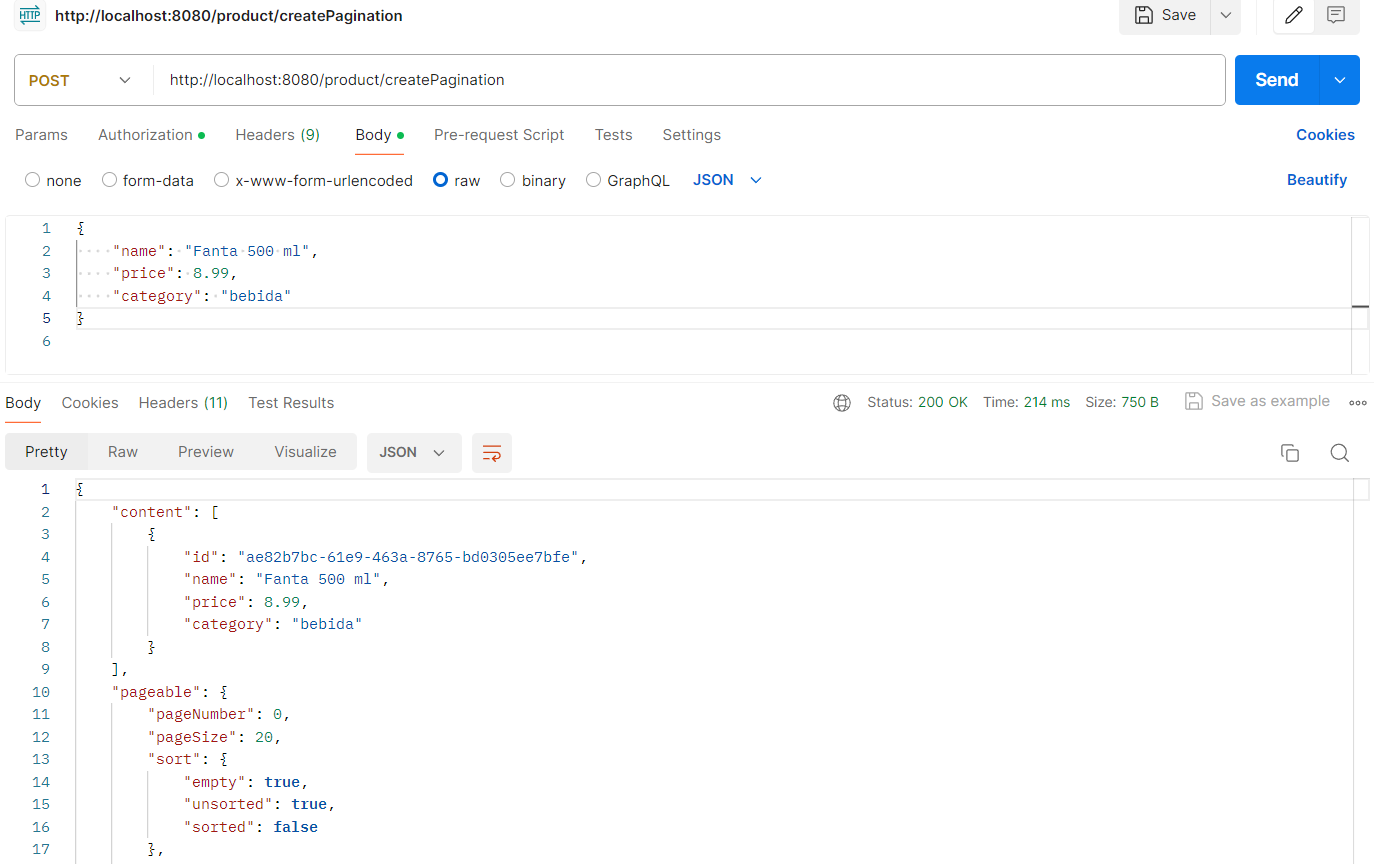 HTTP http://localhost:8080/product/createPagination Save
POST http://localhost:8080/product/createPagination Send
Params Authorization Headers (9) Body Pre-request Script Tests Settings Cookies
none form-data x-www-form-urlencoded raw binary GraphQL JSON Beautify
1 {
2 "name": "Fanta 500 ml",
3 "price": 8.99,
4 "category": "bebida"
5 }
6
Body Cookies Headers (11) Test Results Status: 200 OK Time: 214 ms Size: 750 B Save as example
Pretty Raw Preview Visualize JSON
1 {
2 "content": [
3 {
4 "id": "ae82b7bc-61e9-463a-8765-bd0305ee7bfe",
5 "name": "Fanta 500 ml",
6 "price": 8.99,
7 "category": "bebida"
8 }
9 ],
10 "pageable": {
11 "pageNumber": 0,
12 "pageSize": 20,
13 "sort": {
14 "empty": true,
15 "unsorted": true,
16 "sorted": false
17 },